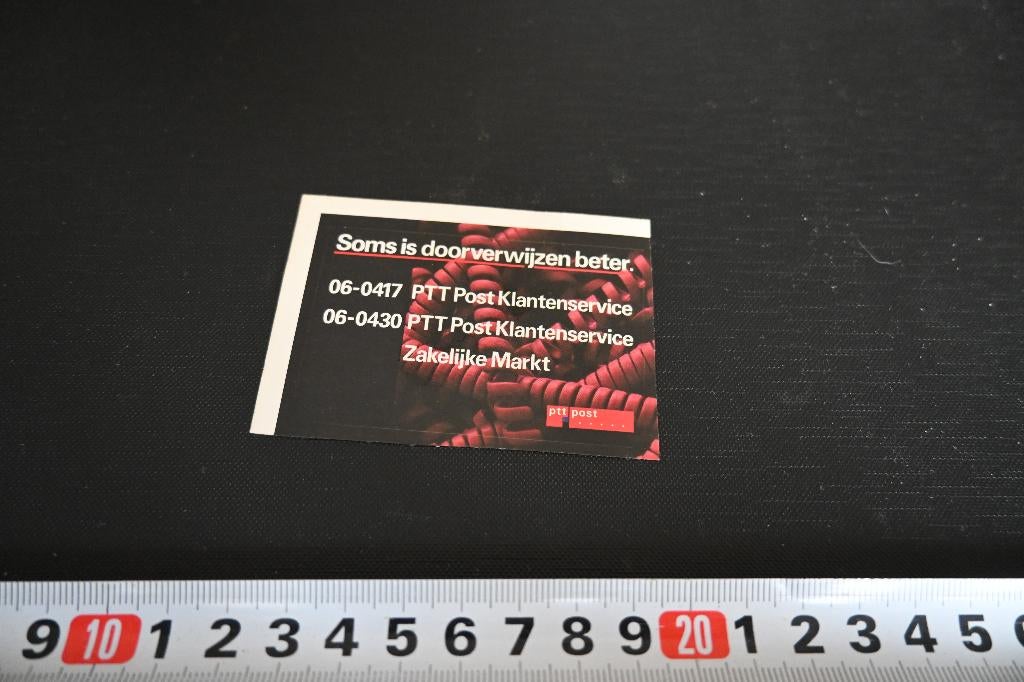 Soms is doorverwijzen beter.
06-0417 PTT Post Klantenservice
06-0430 PTT Post Klantenservice
Zakelijke Markt
ptt post
9 10 1 2 3 4 5 6 7 8 9 20 1 2 3 4 5